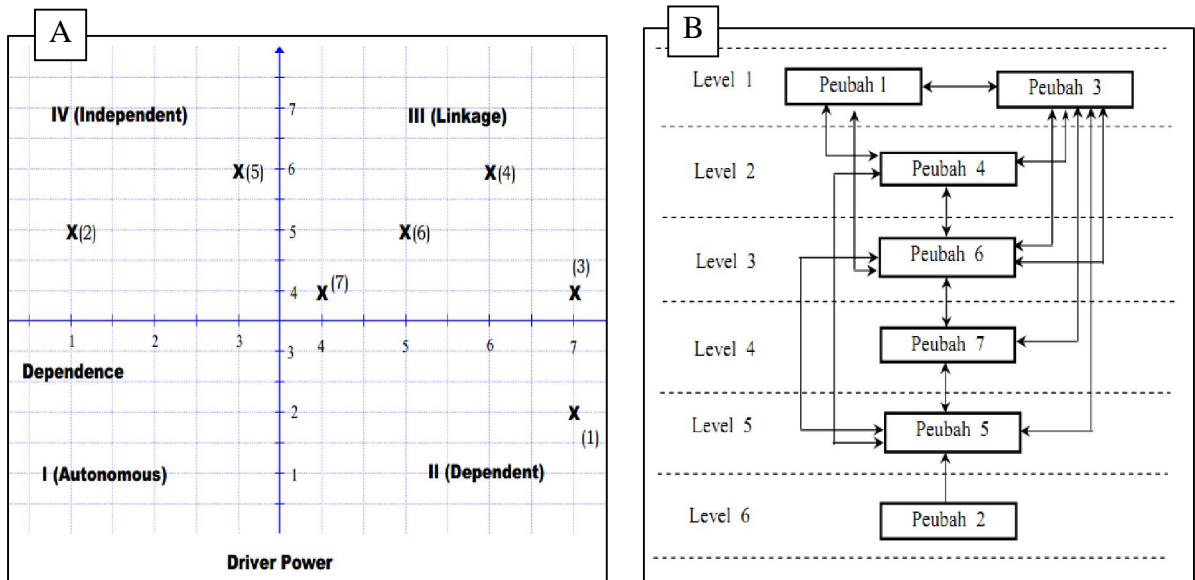 A
IV (Independent)
III (Linkage)
7
X(5)
6
X(4)
X(2)
5
X(6)
(3)
4
X(7)
X
1
2
3
4
5
6
7
3
Dependence
2
X
(1)
I (Autonomous)
1
II (Dependent)
Driver Power
B
Level 1
Peubah 1
Peubah 3
Level 2
Peubah 4
Level 3
Peubah 6
Level 4
Peubah 7
Level 5
Peubah 5
Level 6
Peubah 2